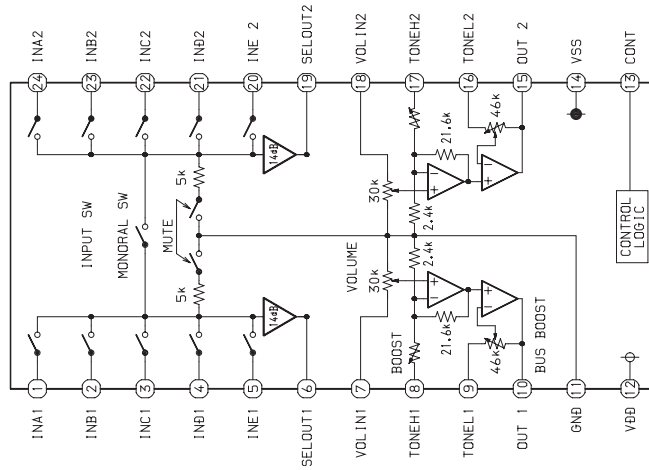 INA2
INB2
INC2
IND2
INE 2
SELOUT2
VOLIN2
TONEH2
TONEL2
OUT 2
VSS
CONT
24
23
22
21
20
19
18
17
16
15
14
13
INPUT SW
MONORAL SW
MUTE
5k
5k
14dB
14dB
VOLUME
30k
30k
2.4k
2.4k
21.6k
21.6k
46k
46k
BOOST
BUS BOOST
CONTROL
LOGIC
1
2
3
4
5
6
7
8
9
10
11
12
INA1
INB1
INC1
IND1
INE1
SELOUT1
VOLIN1
TONEH1
TONEL1
OUT 1
GND
VDD